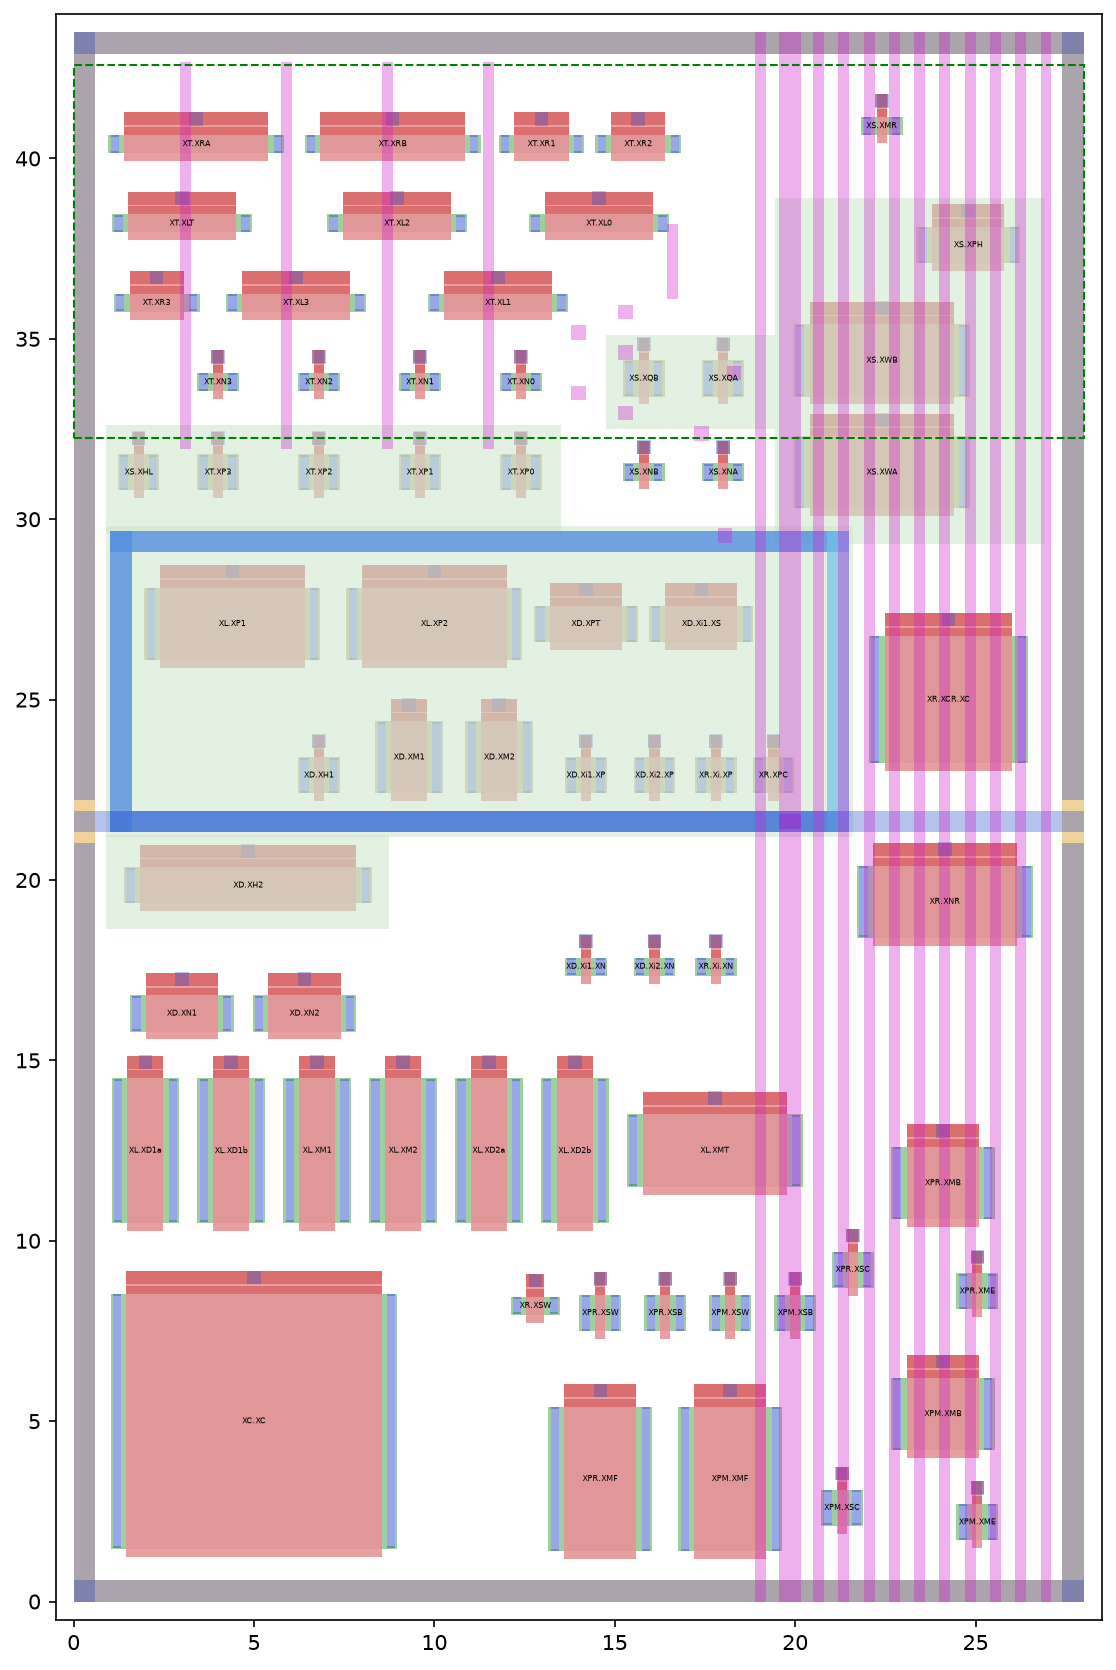 40
XT.XRA XT.XRB XT.XR1 XT.XR2 XS.XMR
XT.XLT XT.XL2 XT.XL0 XS.XPH
XT.XR3 XT.XL3 XT.XL1
35
XS.XWB
XT.XN3 XT.XN2 XT.XN1 XT.XN0 XS.XQB XS.XQA
XS.XHL XT.XP3 XT.XP2 XT.XP1 XT.XP0 XS.XNB XS.XNA XS.XWA
30
XL.XP1 XL.XP2 XD.XPT XD.Xi1.XS
25
XR.XCR.XC
XD.XH1 XD.XM1 XD.XM2 XD.Xi1.XP XD.Xi2.XP XR.Xi.XP XR.XPC
20
XD.XH2 XR.XNR
XD.Xi1.XN XD.Xi2.XN XR.Xi.XN
XD.XN1 XD.XN2
15
XL.XD1a XL.XD1b XL.XM1 XL.XM2 XL.XD2a XL.XD2b XL.XMT
XPR.XMB
10
XPR.XSC
XPR.XME
XR.XSW XPR.XSW XPR.XSB XPM.XSW XPM.XSB
5
XC.XC XPM.XMB
XPR.XMF XPM.XMF
XPM.XSC XPM.XME
0
0 5 10 15 20 25